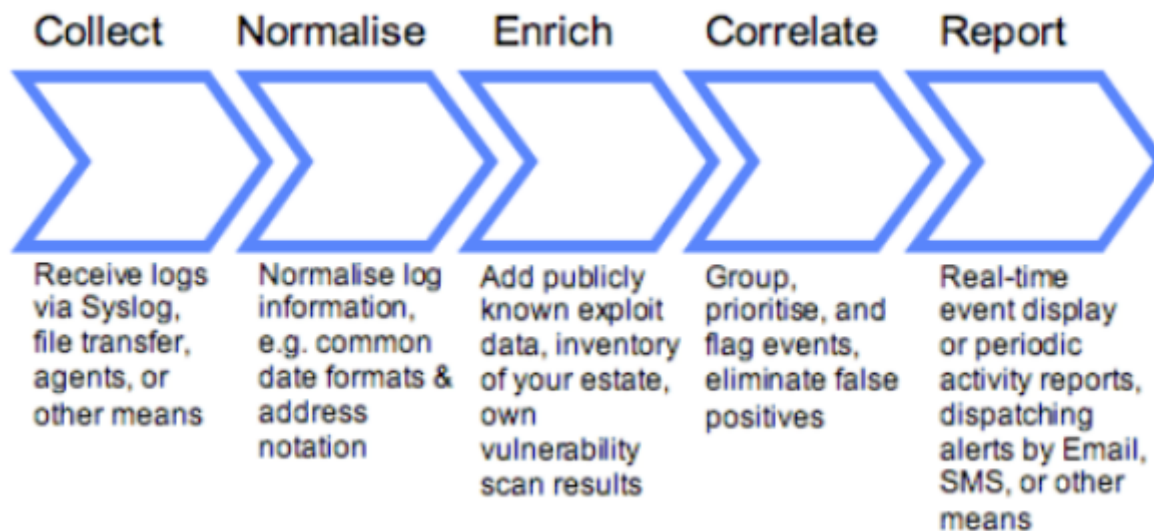 Collect
Normalise
Enrich
Correlate
Report
Receive logs
via Syslog,
file transfer,
agents, or
other means
Normalise log
information,
e.g. common
date formats &
address
notation
Add publicly
known exploit
data, inventory
of your estate,
own
vulnerability
scan results
Group,
prioritise, and
flag events,
eliminate false
positives
Real-time
event display
or periodic
activity reports,
dispatching
alerts by Email,
SMS, or other
means